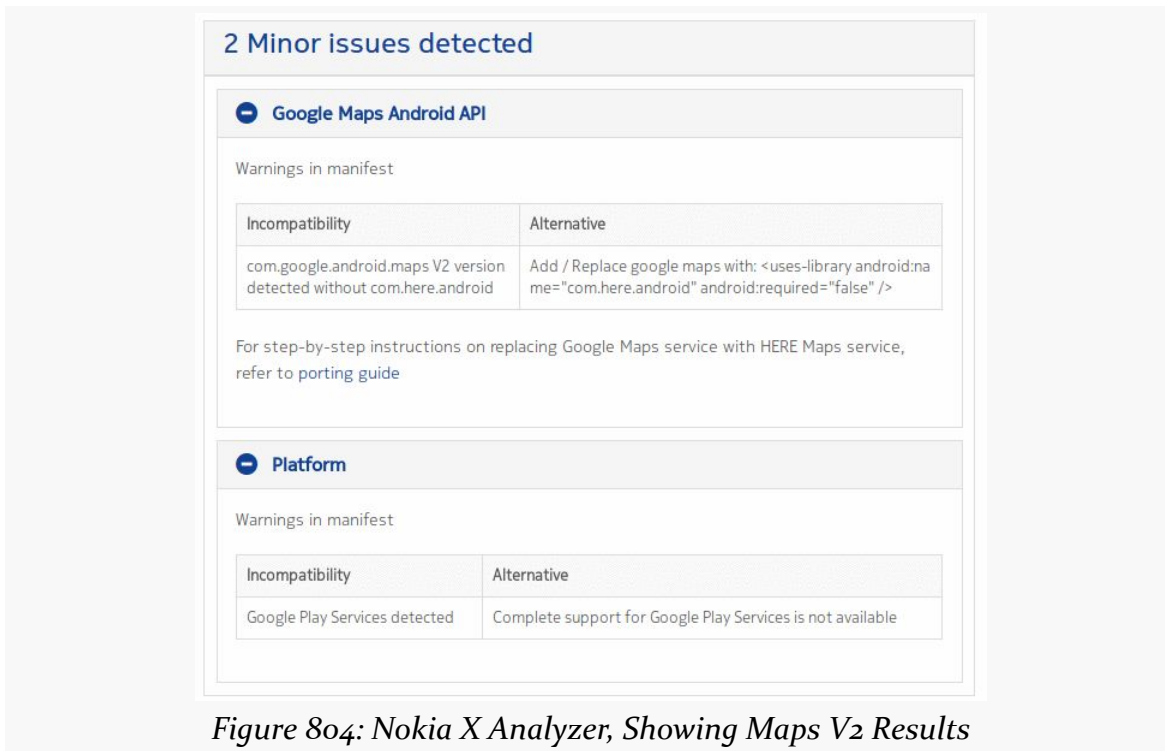 2 Minor issues detected
Google Maps Android API
Warnings in manifest
Incompatibility Alternative
com.google.android.maps V2 version Add / Replace google maps with: <uses-library android:na
detected without com.here.android me="com.here.android" android:required="false" />
For step-by-step instructions on replacing Google Maps service with HERE Maps service,
refer to porting guide
Platform
Warnings in manifest
Incompatibility Alternative
Google Play Services detected Complete support for Google Play Services is not available
Figure 804: Nokia X Analyzer, Showing Maps V2 Results